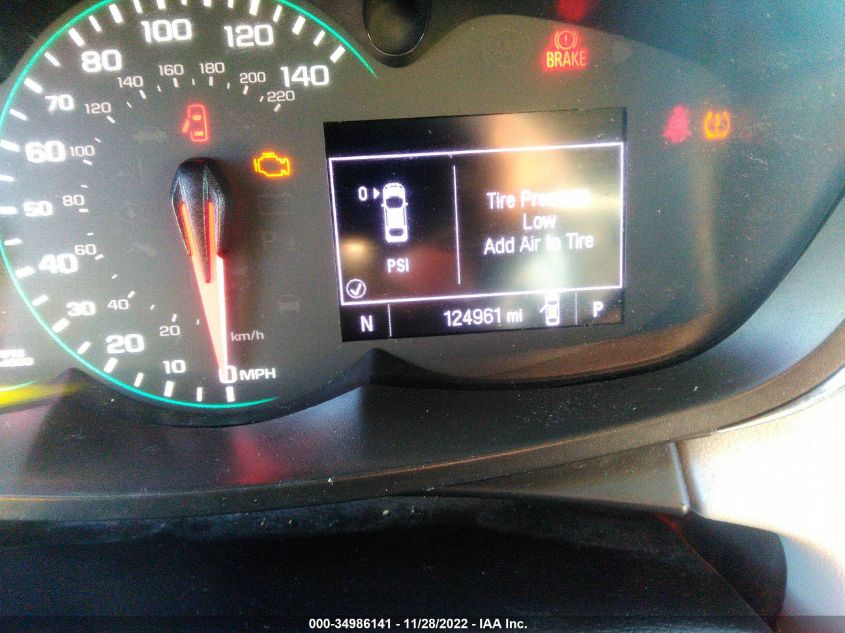 100
120
80
140
140
160
180
200
220
70
120
60
100
50
80
40
60
30
40
20
20
10
km/h
0 MPH
BRAKE
0
PSI
Tire Pressure
Low
Add Air to Tire
N
124961 mi
P
000-34986141 - 11/28/2022 - IAA Inc.